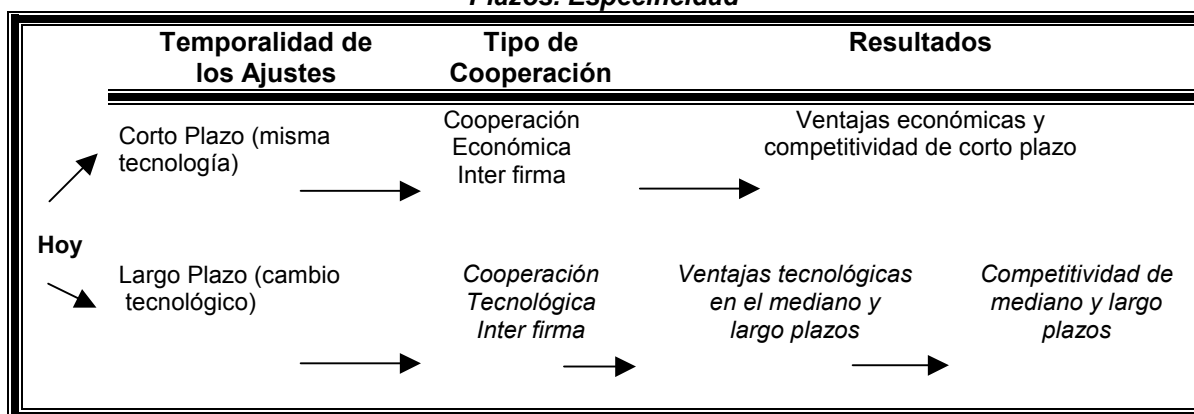 Plazos. Especificidad
Temporalidad de los Ajustes
Tipo de Cooperación
Resultados
Corto Plazo (misma
tecnología)
Cooperación
Económica
Inter firma
Ventajas económicas y
competitividad de corto plazo
Hoy
Largo Plazo (cambio
tecnológico)
Cooperación
Tecnológica
Inter firma
Ventajas tecnológicas
en el mediano y
largo plazos
Competitividad de
mediano y largo
plazos